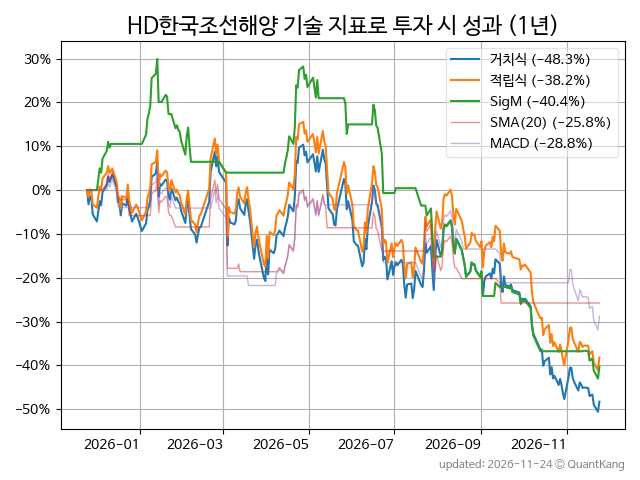 HD한국조선해양 기술 지표로 투자 시 성과 (1년)
30%
20%
10%
0%
−10%
−20%
−30%
−40%
−50%
거치식 (−48.3%)
적립식 (−38.2%)
SigM (−40.4%)
SMA(20) (−25.8%)
MACD (−28.8%)
2026-01 2026-03 2026-05 2026-07 2026-09 2026-11
updated: 2026-11-24 © QuantKang